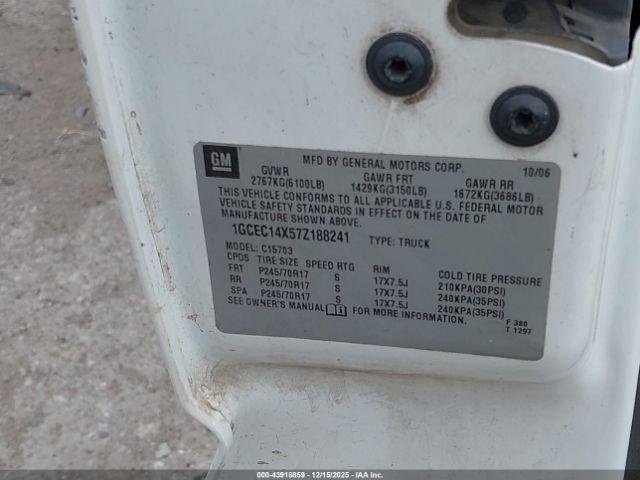 GM
MFD BY GENERAL MOTORS CORP. 10/06
GVWR GAWR FRT GAWR RR
2767KG(6100LB) 1429KG(3150LB) 1672KG(3686LB)
THIS VEHICLE CONFORMS TO ALL APPLICABLE U.S. FEDERAL MOTOR
VEHICLE SAFETY STANDARDS IN EFFECT ON THE DATE OF
MANUFACTURE SHOWN ABOVE.
1GCEC14X57Z188241 TYPE: TRUCK
MODEL: C15703
CPDS TIRE SIZE SPEED RTG RIM COLD TIRE PRESSURE
FRT P245/70R17 S 17X7.5J 210KPA(30PSI)
RR P245/70R17 S 17X7.5J 240KPA(35PSI)
SPA P245/70R17 S 17X7.5J 240KPA(35PSI)
SEE OWNER'S MANUAL FOR MORE INFORMATION.
F 380
T 1297
000-43918859 - 12/15/2025 - IAAI.COM